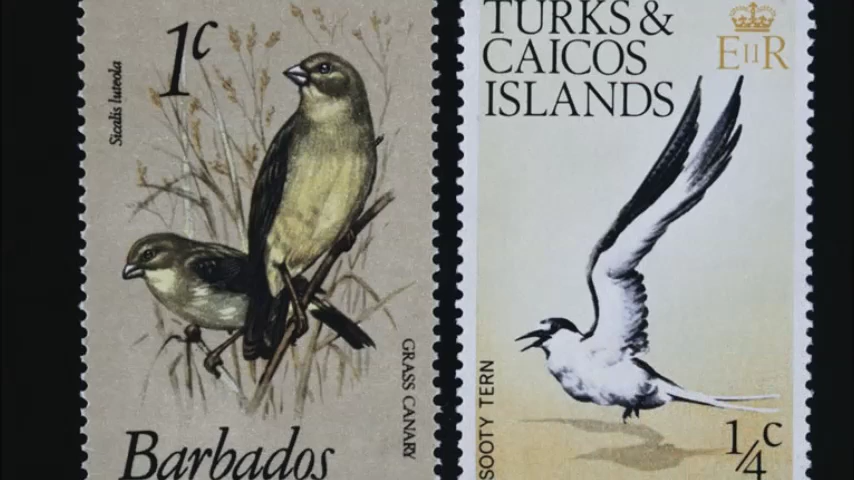 1c
Sicalis luteola
GRASS CANARY
Barbados
TURKS &
CAICOS
ISLANDS
EIIR
SOOTY TERN
1/4c